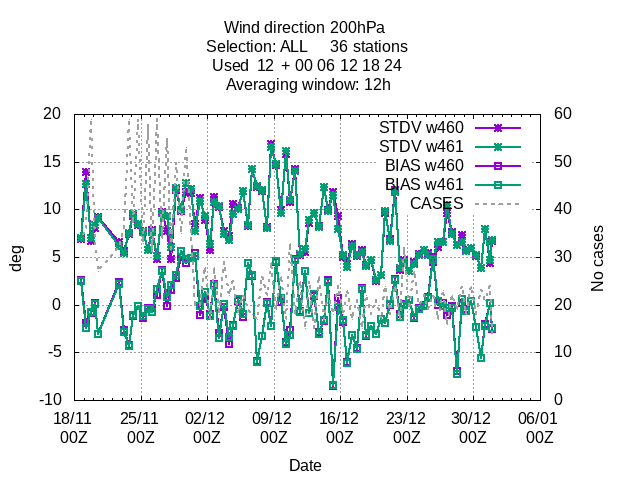 Wind direction 200hPa
Selection: ALL 36 stations
Used 12 + 00 06 12 18 24
Averaging window: 12h
STDV w460
STDV w461
BIAS w460
BIAS w461
CASES
20
15
10
5
0
-5
-10
deg
60
50
40
30
20
10
0
No cases
18/11 25/11 02/12 09/12 16/12 23/12 30/12 06/01
00Z 00Z 00Z 00Z 00Z 00Z 00Z 00Z
Date